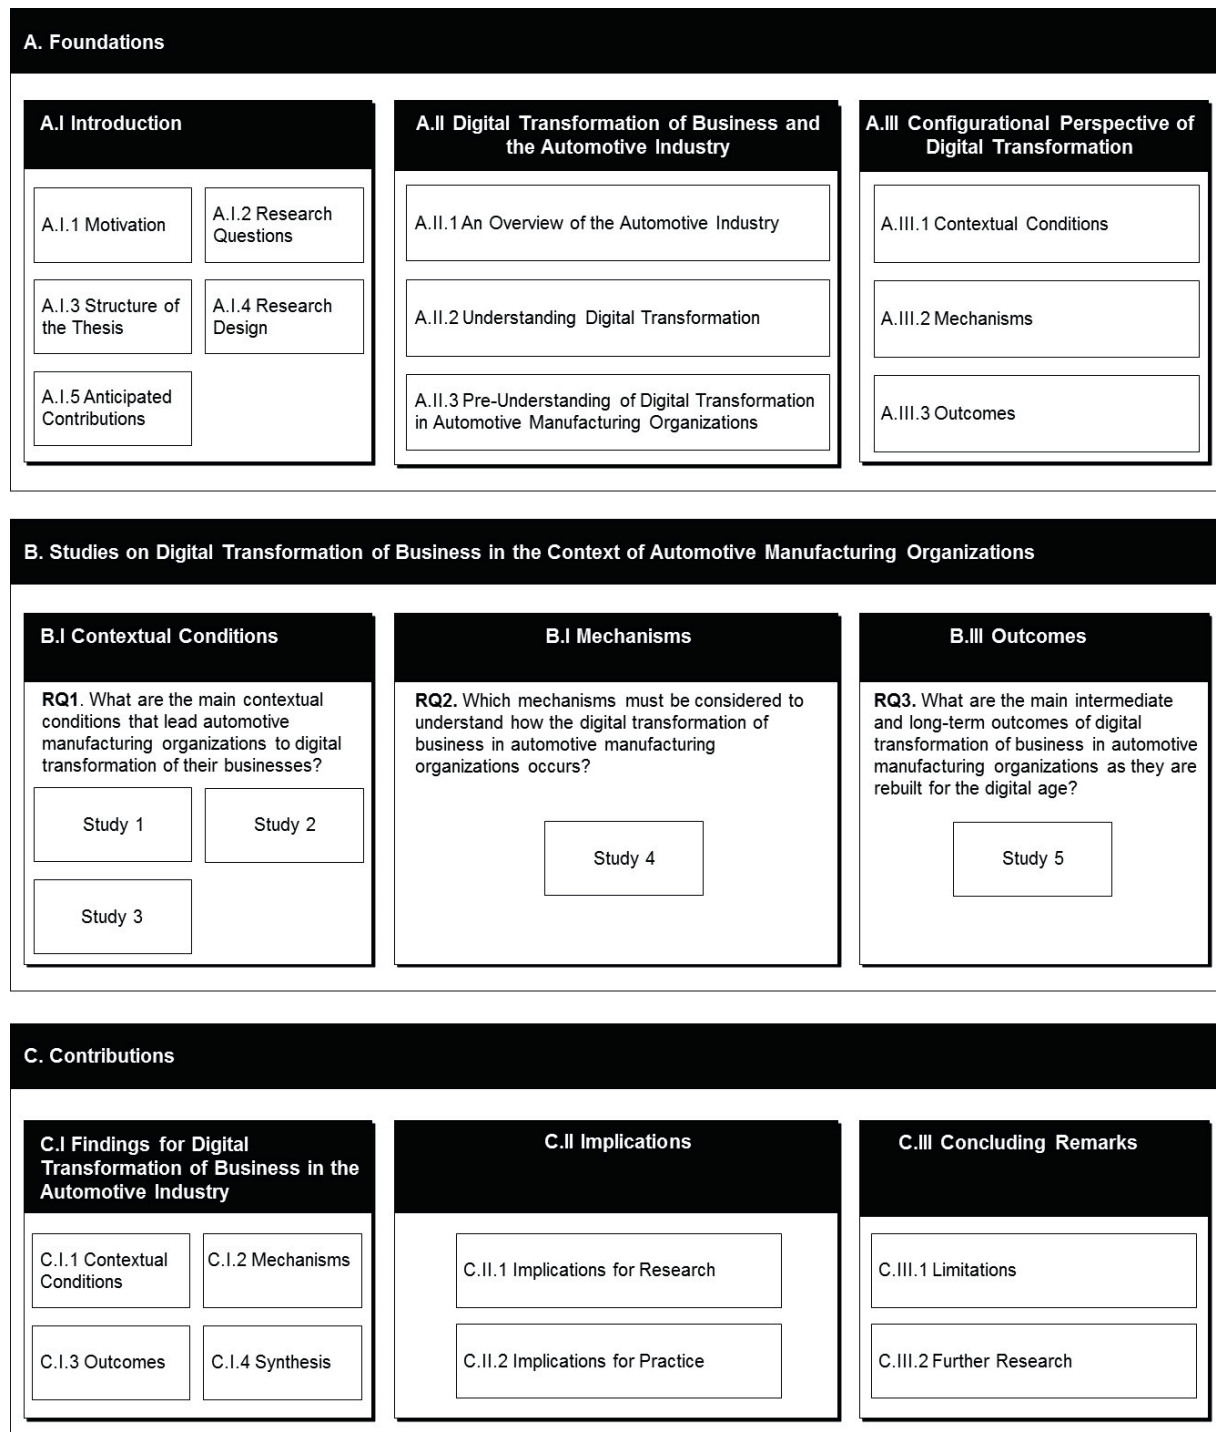 A. Foundations
A.I Introduction
A.I.1 Motivation
A.I.2 Research
Questions
A.I.3 Structure of
the Thesis
A.I.4 Research
Design
A.I.5 Anticipated
Contributions
A.II Digital Transformation of Business and
the Automotive Industry
A.II.1 An Overview of the Automotive Industry
A.II.2 Understanding Digital Transformation
A.II.3 Pre-Understanding of Digital Transformation
in Automotive Manufacturing Organizations
A.III Configurational Perspective of
Digital Transformation
A.III.1 Contextual Conditions
A.III.2 Mechanisms
A.III.3 Outcomes
B. Studies on Digital Transformation of Business in the Context of Automotive Manufacturing Organizations
B.I Contextual Conditions
RQ1. What are the main contextual
conditions that lead automotive
manufacturing organizations to digital
transformation of their businesses?
Study 1
Study 2
Study 3
B.I Mechanisms
RQ2. Which mechanisms must be considered to
understand how the digital transformation of
business in automotive manufacturing
organizations occurs?
Study 4
B.III Outcomes
RQ3. What are the main intermediate
and long-term outcomes of digital
transformation of business in automotive
manufacturing organizations as they are
rebuilt for the digital age?
Study 5
C. Contributions
C.I Findings for Digital
Transformation of Business in the
Automotive Industry
C.I.1 Contextual
Conditions
C.I.2 Mechanisms
C.I.3 Outcomes
C.I.4 Synthesis
C.II Implications
C.II.1 Implications for Research
C.II.2 Implications for Practice
C.III Concluding Remarks
C.III.1 Limitations
C.III.2 Further Research